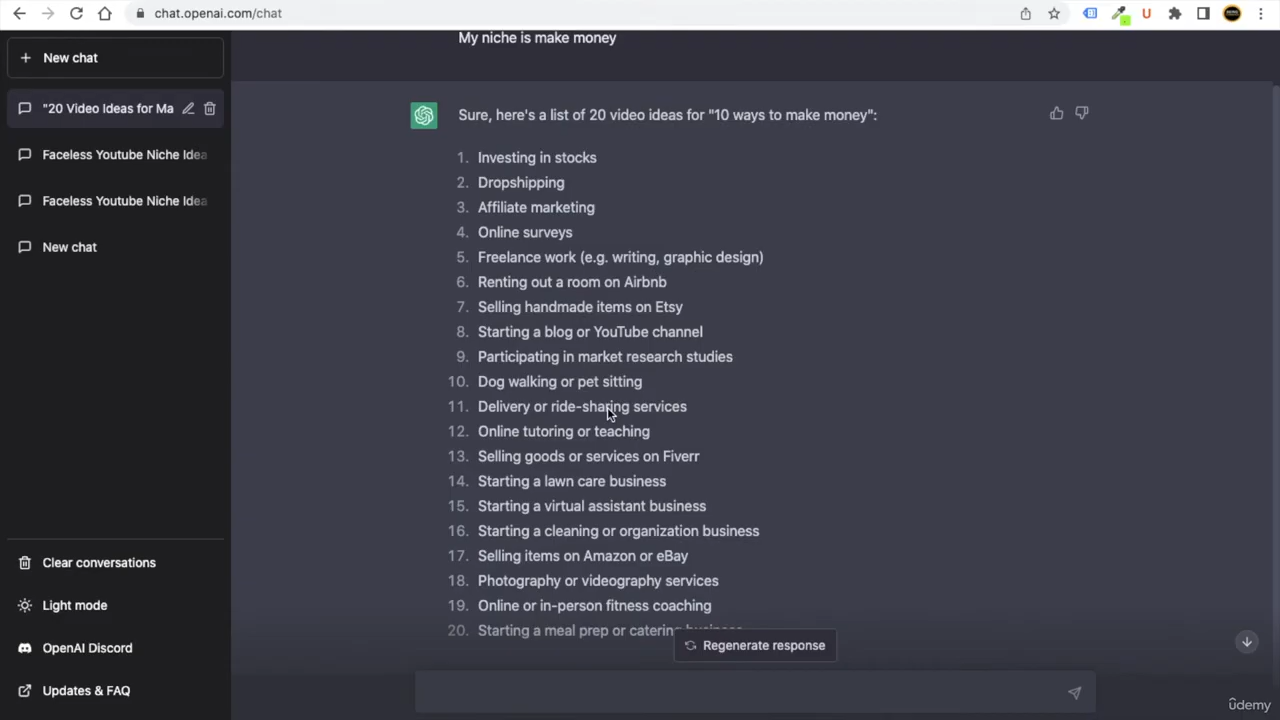 chat.openai.com/chat
New chat
"20 Video Ideas for Ma
Faceless Youtube Niche Idea
Faceless Youtube Niche Idea
New chat
Clear conversations
Light mode
OpenAI Discord
Updates & FAQ
My niche is make money
Sure, here's a list of 20 video ideas for "10 ways to make money":
1. Investing in stocks
2. Dropshipping
3. Affiliate marketing
4. Online surveys
5. Freelance work (e.g. writing, graphic design)
6. Renting out a room on Airbnb
7. Selling handmade items on Etsy
8. Starting a blog or YouTube channel
9. Participating in market research studies
10. Dog walking or pet sitting
11. Delivery or ride-sharing services
12. Online tutoring or teaching
13. Selling goods or services on Fiverr
14. Starting a lawn care business
15. Starting a virtual assistant business
16. Starting a cleaning or organization business
17. Selling items on Amazon or eBay
18. Photography or videography services
19. Online or in-person fitness coaching
20. Starting a meal prep or catering business
Regenerate response
ûdemy